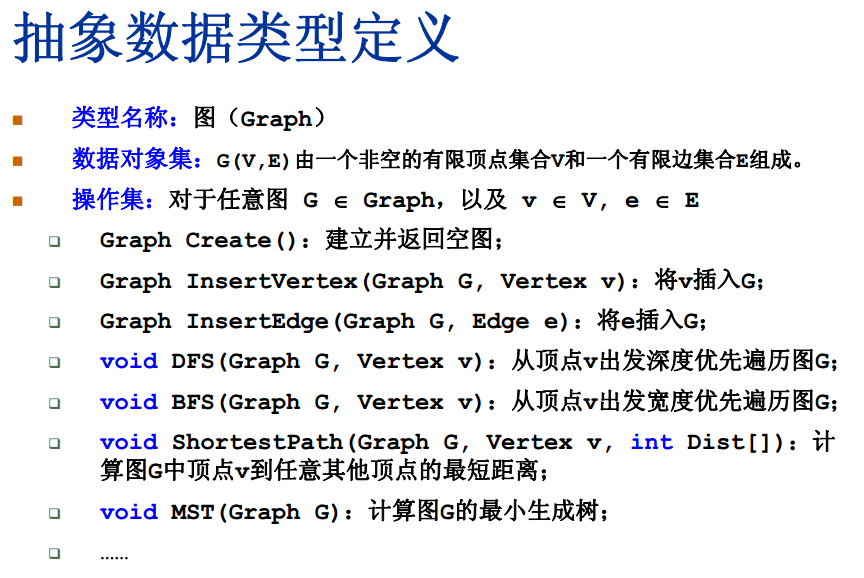 抽象数据类型定义
类型名称：图（Graph）
数据对象集：G(V,E)由一个非空的有限顶点集合V和一个有限边集合E组成。
操作集：对于任意图 G ∈ Graph，以及 v ∈ V, e ∈ E
Graph Create()：建立并返回空图；
Graph InsertVertex(Graph G, Vertex v)：将v插入G；
Graph InsertEdge(Graph G, Edge e)：将e插入G；
void DFS(Graph G, Vertex v)：从顶点v出发深度优先遍历图G；
void BFS(Graph G, Vertex v)：从顶点v出发宽度优先遍历图G；
void ShortestPath(Graph G, Vertex v, int Dist[])：计
算图G中顶点v到任意其他顶点的最短距离；
void MST(Graph G)：计算图G的最小生成树；
……